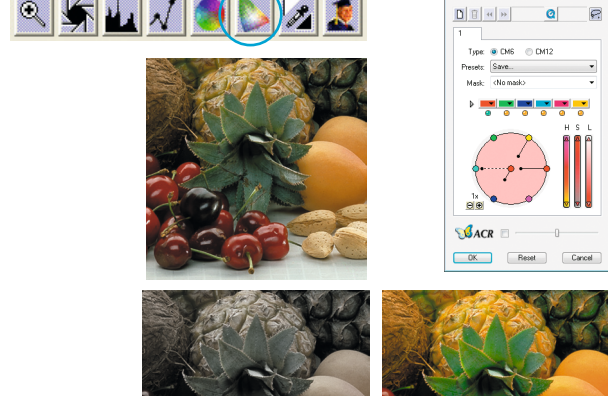 1
Type: CM6 CM12
Presets: Save...
Mask: <No mask>
H S L
1x
ACR
OK Reset Cancel